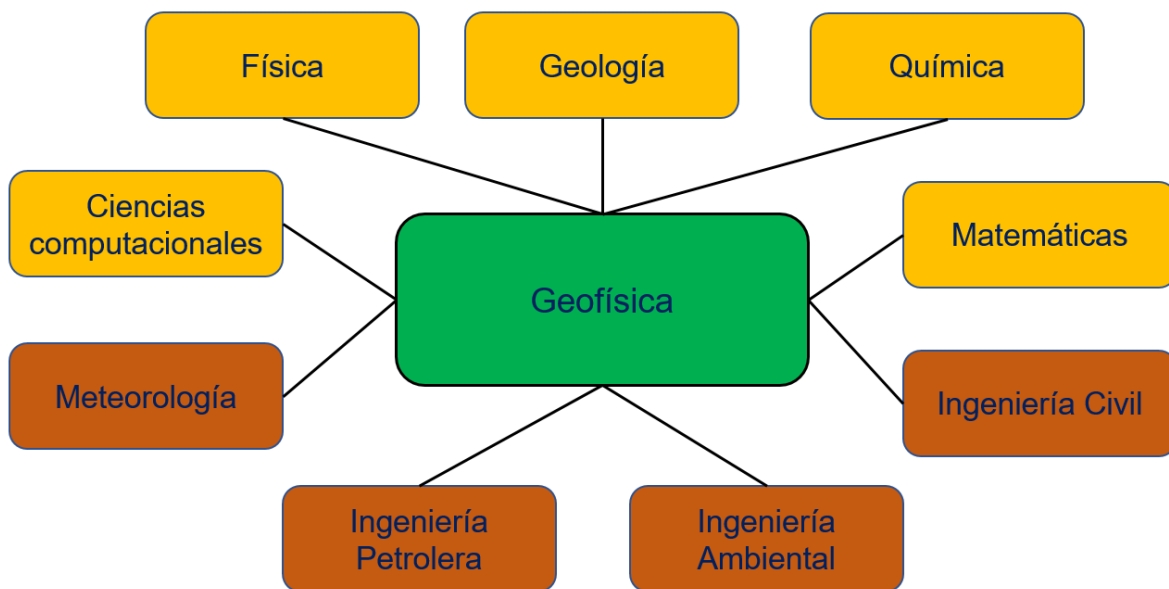 Física
Geología
Química
Ciencias
computacionales
Matemáticas
Geofísica
Meteorología
Ingeniería Civil
Ingeniería
Petrolera
Ingeniería
Ambiental